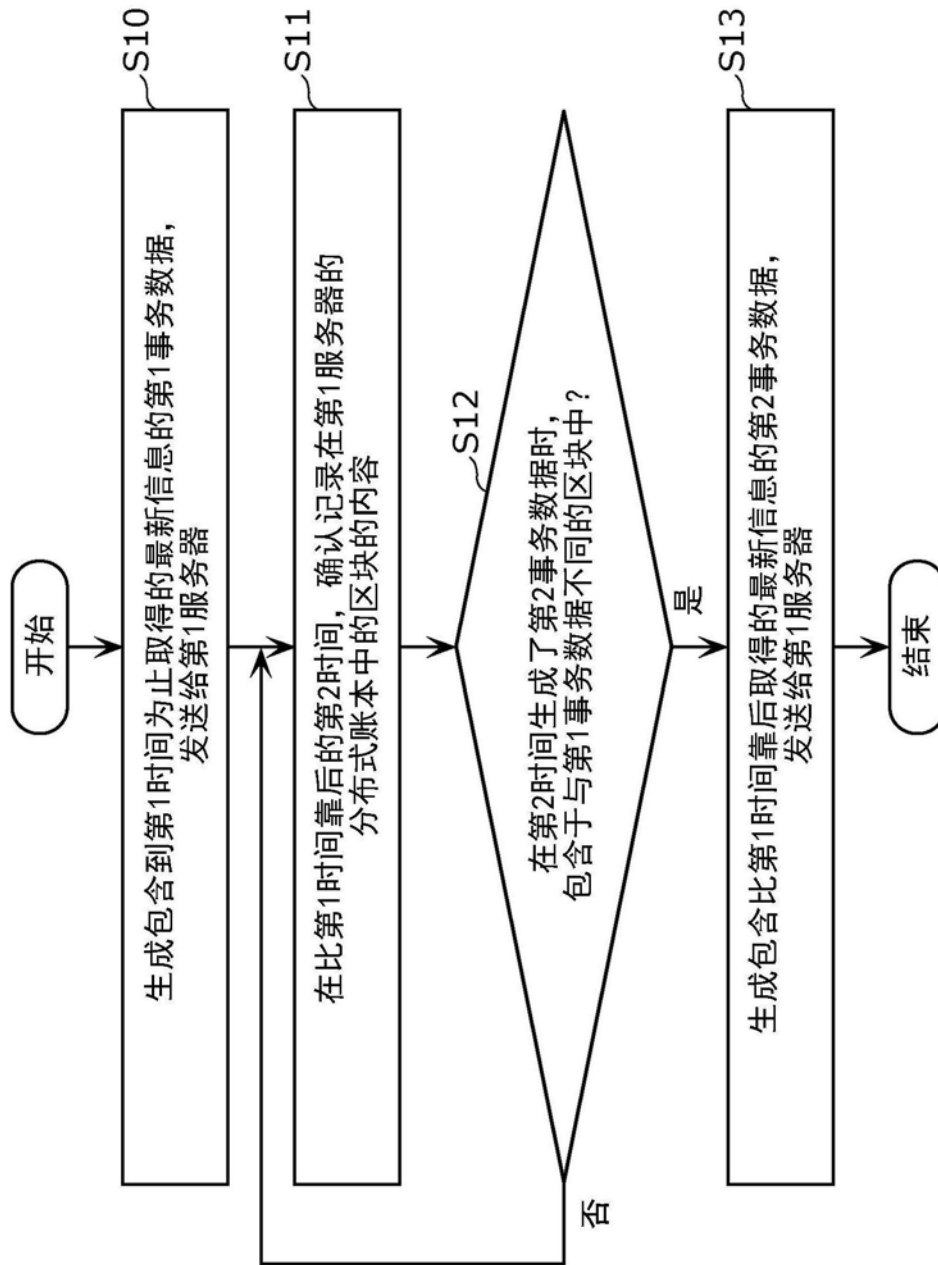 开始
S10
生成包含到第1时间为止取得的最新信息的第1事务数据，
发送给第1服务器
S11
在比第1时间靠后的第2时间，确认记录在第1服务器的
分布式账本中的区块的内容
S12
在第2时间生成了第2事务数据时，
包含于与第1事务数据不同的区块中？
否
是
S13
生成包含比第1时间靠后取得的最新信息的第2事务数据，
发送给第1服务器
结束